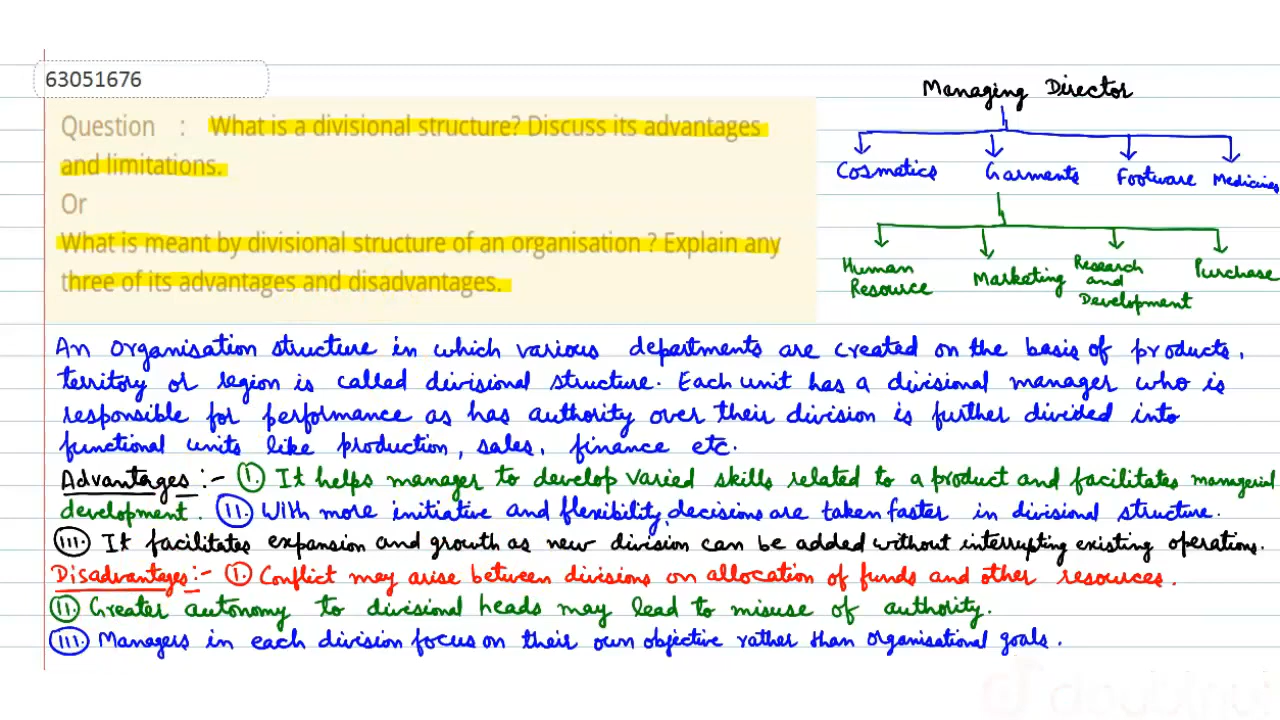 63051676
Question : What is a divisional structure? Discuss its advantages
and limitations.
Or
What is meant by divisional structure of an organisation ? Explain any
three of its advantages and disadvantages.
Managing Director
Cosmatics Garments Footware Medicines
Human Resource Marketing Research and Development Purchase
An organisation structure in which various departments are created on the basis of products,
territory or region is called divisional structure. Each unit has a divisional manager who is
responsible for performance as has authority over their division is further divided into
functional units like production, sales, finance etc.
Advantages :- I. It helps manager to develop varied skills related to a product and facilitates managerial
development. II. With more initiative and flexibility, decisions are taken faster in divisional structure.
III. It facilitates expansion and growth as new division can be added without interrupting existing operations.
Disadvantages :- I. Conflict may arise between divisions on allocation of funds and other resources.
II. Greater autonomy to divisional heads may lead to misuse of authority.
III. Managers in each division focus on their own objective rather than organisational goals.
doubtnut